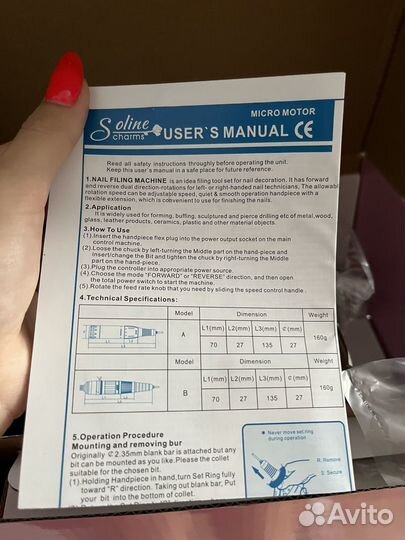 MICRO MOTOR
Soline
charms
USER`S MANUAL CE
Read all safety instructions throughly before operating the unit.
Keep this user`s manual in a safe place for future reference.
1.NAIL FILING MACHINE is an idea filing tool set for nail decoration. It has forward
and reverse dual direction-rotations for left- or right-handed nail technicians, The allowabl
rotation speed can be adjustable speed, quiet & smooth operation handpiece with a
flexible extension, which is convenient to use for finishing the nails.
2.Application
It is widely used for forming, buffing, sculptured and pierce drilling etc of metal,wood,
glass, leather products, ceramics, plastic and other material objects.
3.How To Use
(1).Insert the handpiece flex plug into the power output socket on the main
control machine.
(2).Loose the chuck by left-turning the Middle part on the hand-piece and
Insert/change the Bit and tighten the chuck by right-turning the Middle
part on the hand-piece.
(3).Plug the controller into appropriate power source.
(4).Choose the mode "FORWARD" or "REVERSE" direction, and then open
the total power switch to start the machine.
(5).Rotate the feed rate knob that you need by sliding the speed control handle .
4.Technical Specifications:
Model Dimension Weight
A L1(mm) L2(mm) L3(mm) ¢(mm) 160g
70 27 135 27
Model Dimension Weight
B L1(mm) L2(mm) L3(mm) ¢(mm) 160g
70 27 135 27
5.Operation Procedure
Mounting and removing bur
Originally ¢ 2.35mm blank bar is attached but any
bit can be mounted as you like.Please the collet
suitable for the chosen bit.
(1).Holding Handpiece in hand,turn Set Ring fully
toward "R" direction. Taking out blank bar, Put
your bit into the bottom of collet.
Never move set ring
during operation
R: Remove
S: Secure
Avito